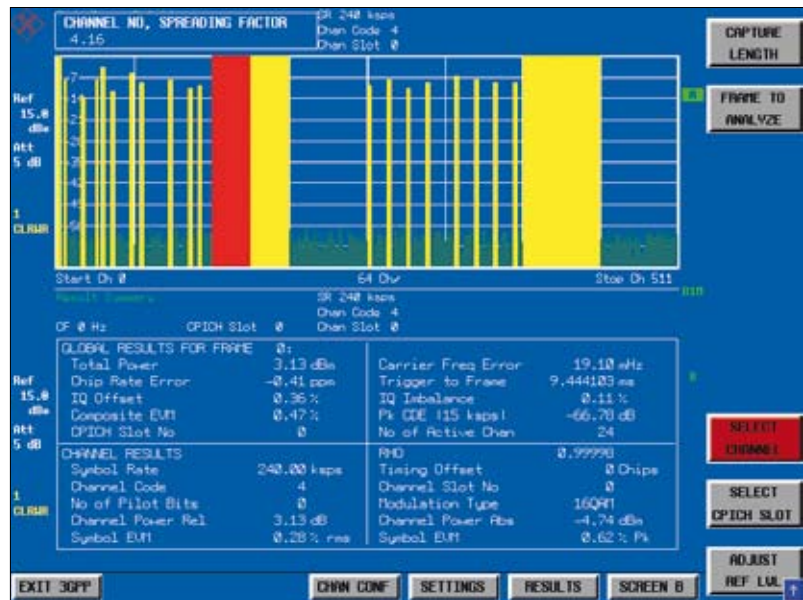 CHANNEL NO, SPREADING FACTOR
4.16
SR 240 ksps
Chan Code 4
Chan Slot 0
CAPTURE LENGTH
FRAME TO ANALYZE
Ref
15.0
dBm
Att
5 dB
1
CLRWR
A
Start Ch 0
64 Ch/
Stop Ch 511
Result Summary
SR 240 ksps
Chan Code 4
Chan Slot 0
CF 0 Hz
CPICH Slot 0
GLOBAL RESULTS FOR FRAME 0:
Total Power 3.13 dBm Carrier Freq Error 19.10 mHz
Chip Rate Error -0.41 ppm Trigger to Frame 9.444103 ms
IQ Offset 0.36 % IQ Imbalance 0.11 %
Composite EVM 0.47 % Pk CDE (15 ksps) -66.78 dB
CPICH Slot No 0 No of Active Chan 24
CHANNEL RESULTS RHO 0.99998
Symbol Rate 240.00 ksps Timing Offset 0 Chips
Channel Code 4 Channel Slot No 0
No of Pilot Bits 0 Modulation Type 16QAM
Channel Power Rel 3.13 dB Channel Power Abs -4.74 dBm
Symbol EVM 0.28 % rms Symbol EVM 0.62 % Pk
Ref
15.0
dBm
Att
5 dB
1
CLRWR
SELECT CHANNEL
SELECT CPICH SLOT
ADJUST REF LVL
EXIT 3GPP
CHAN CONF
SETTINGS
RESULTS
SCREEN B